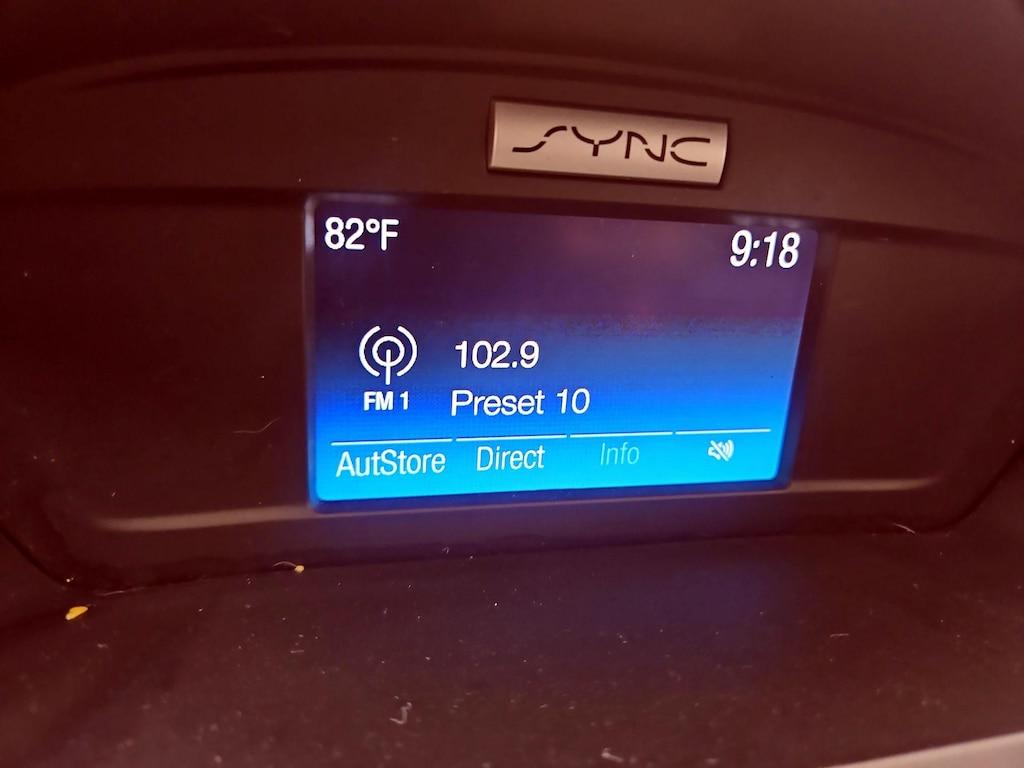 SYNC
82°F 9:18
102.9
FM 1 Preset 10
AutStore Direct Info